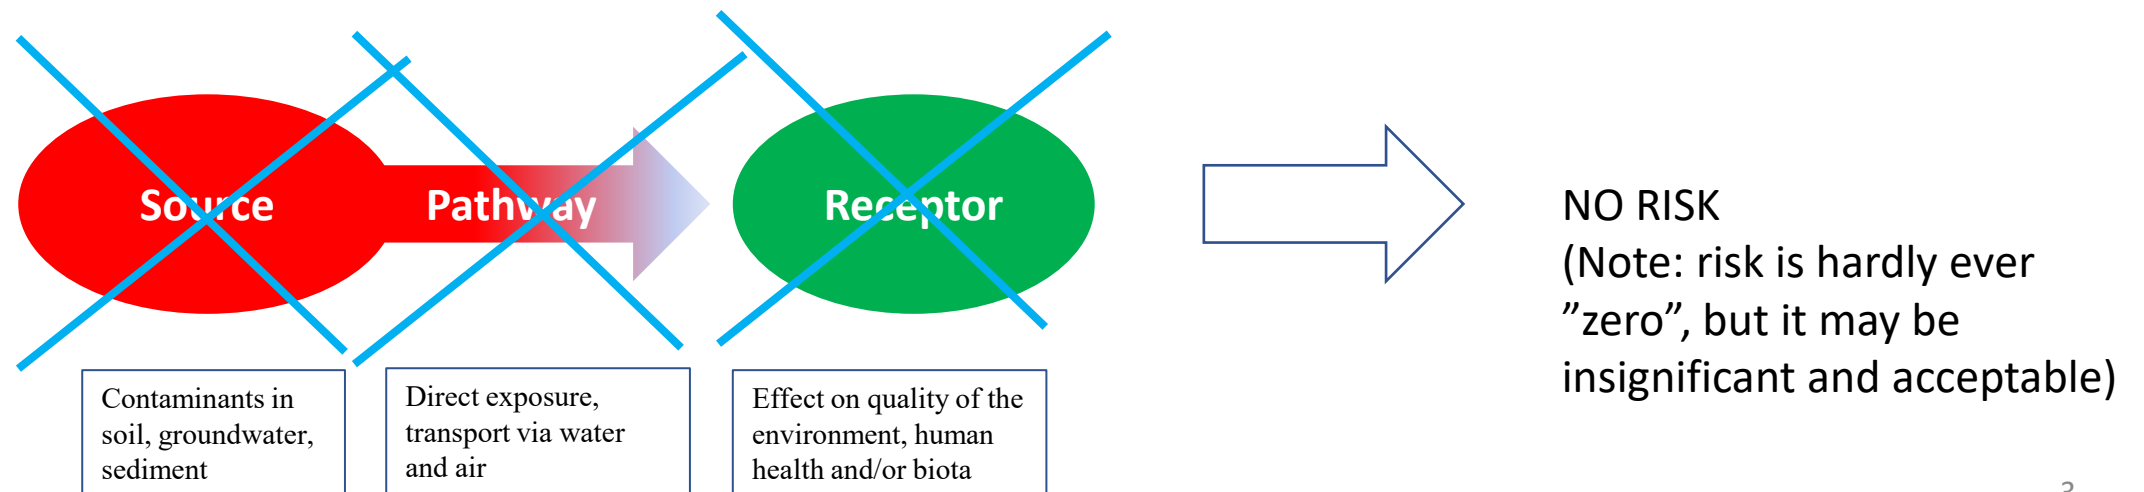 Source
Pathway
Receptor
NO RISK
(Note: risk is hardly ever
”zero”, but it may be
insignificant and acceptable)
Contaminants in
soil, groundwater,
sediment
Direct exposure,
transport via water
and air
Effect on quality of the
environment, human
health and/or biota
3